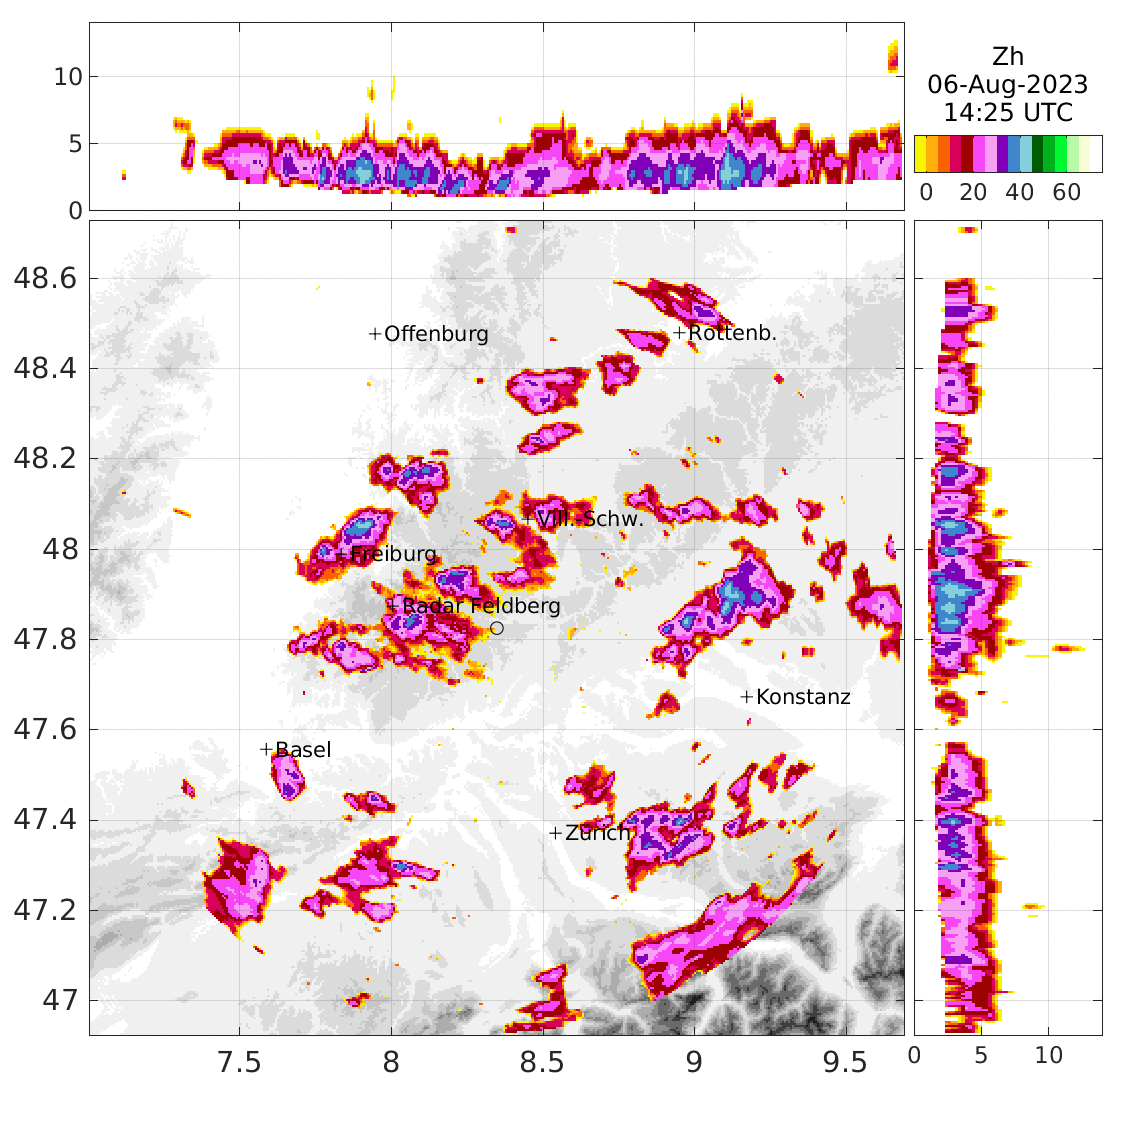 10
5
0
Zh
06-Aug-2023
14:25 UTC
0 20 40 60
48.6
48.4
48.2
48
47.8
47.6
47.4
47.2
47
+Offenburg
+Rottenb.
+Vill.-Schw.
+Freiburg
+Radar Feldberg
+Konstanz
+Basel
+Zurich
7.5 8 8.5 9 9.5
0 5 10